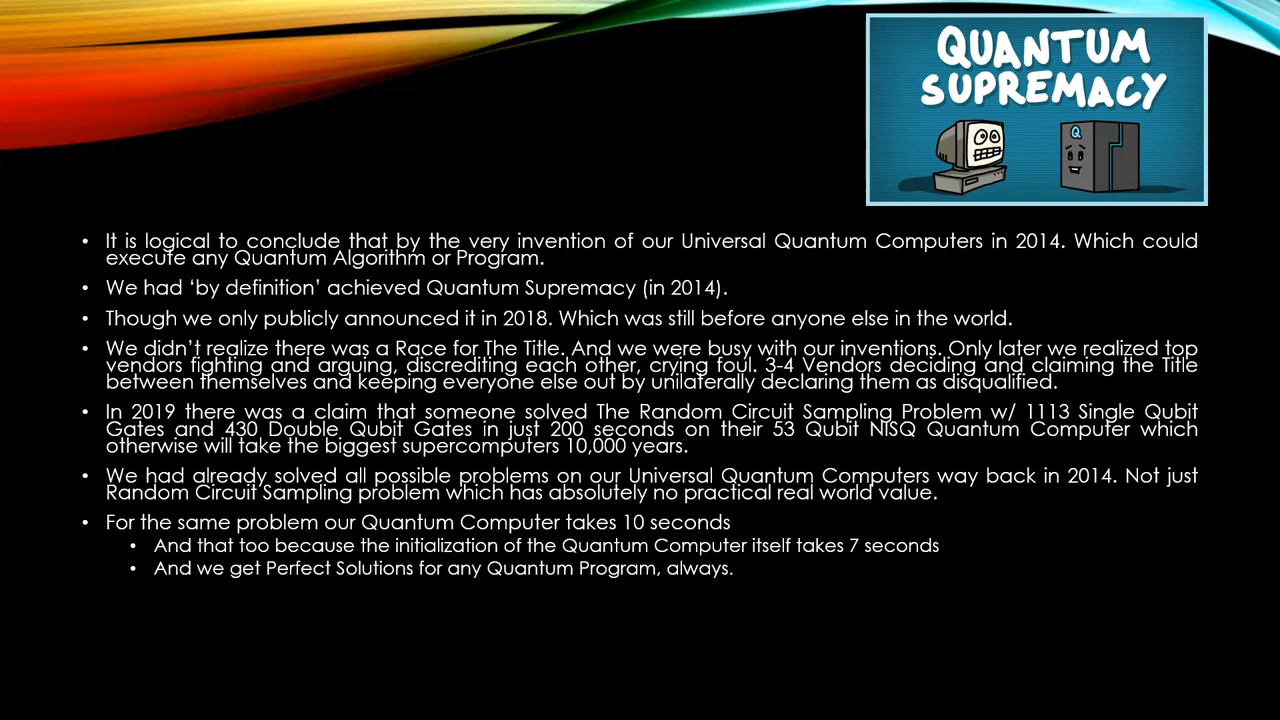 QUANTUM
SUPREMACY
Q
• It is logical to conclude that by the very invention of our Universal Quantum Computers in 2014. Which could
execute any Quantum Algorithm or Program.
• We had ‘by definition’ achieved Quantum Supremacy (in 2014).
• Though we only publicly announced it in 2018. Which was still before anyone else in the world.
• We didn’t realize there was a Race for The Title. And we were busy with our inventions. Only later we realized top
vendors fighting and arguing, discrediting each other, crying foul. 3-4 Vendors deciding and claiming the Title
between themselves and keeping everyone else out by unilaterally declaring them as disqualified.
• In 2019 there was a claim that someone solved The Random Circuit Sampling Problem w/ 1113 Single Qubit
Gates and 430 Double Qubit Gates in just 200 seconds on their 53 Qubit NISQ Quantum Computer which
otherwise will take the biggest supercomputers 10,000 years.
• We had already solved all possible problems on our Universal Quantum Computers way back in 2014. Not just
Random Circuit Sampling problem which has absolutely no practical real world value.
• For the same problem our Quantum Computer takes 10 seconds
• And that too because the initialization of the Quantum Computer itself takes 7 seconds
• And we get Perfect Solutions for any Quantum Program, always.